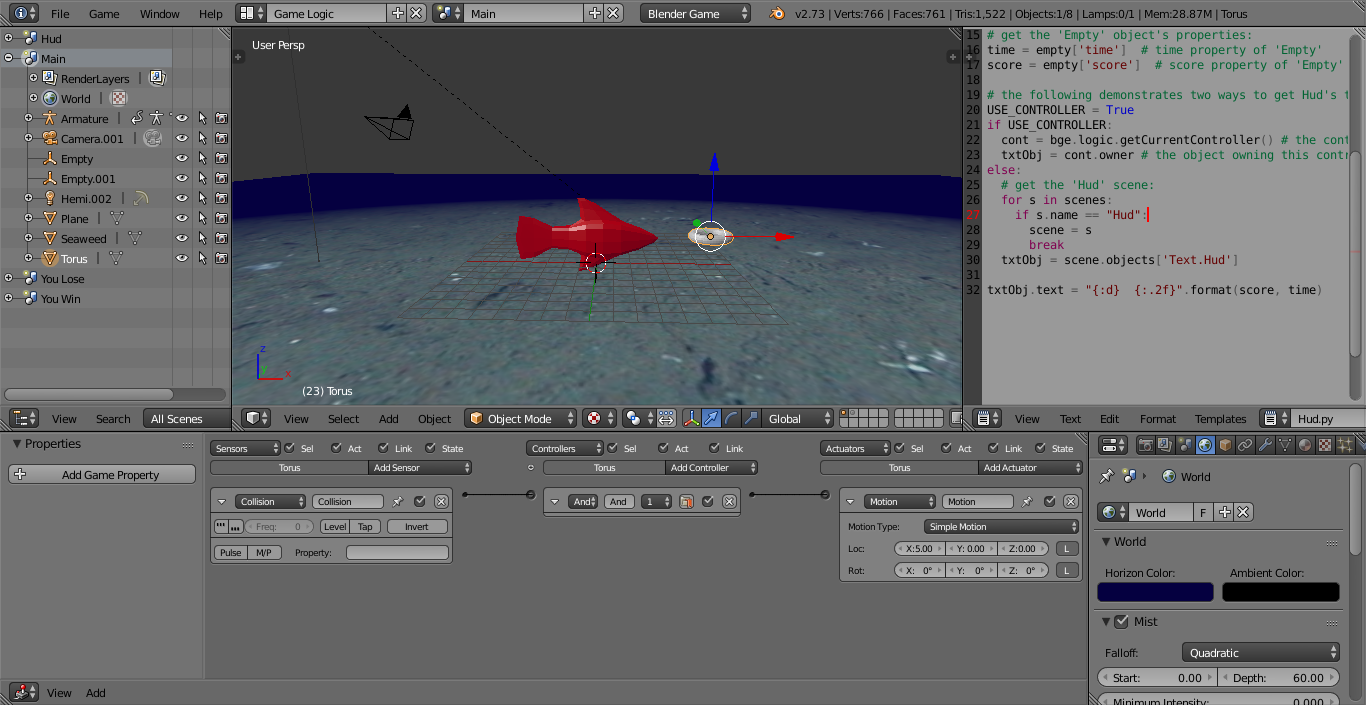 File Game Window Help Game Logic Main Blender Game v2.73 | Verts:766 | Faces:761 | Tris:1,522 | Objects:1/8 | Lamps:0/1 | Mem:28.87M | Torus
Hud
Main
RenderLayers
World
Armature
Camera.001
Empty
Empty.001
Hemi.002
Plane
Seaweed
Torus
You Lose
You Win
View Search All Scenes
User Persp
z
x
(23) Torus
View Select Add Object Object Mode Global
15 # get the 'Empty' object's properties:
16 time = empty['time']  # time property of 'Empty'
17 score = empty['score']  # score property of 'Empty'
18
19 # the following demonstrates two ways to get Hud's t
20 USE_CONTROLLER = True
21 if USE_CONTROLLER:
22   cont = bge.logic.getCurrentController() # the cont
23   txtObj = cont.owner # the object owning this contr
24 else:
25   # get the 'Hud' scene:
26   for s in scenes:
27     if s.name == "Hud":
28       scene = s
29       break
30   txtObj = scene.objects['Text.Hud']
31
32 txtObj.text = "{:d}  {:.2f}".format(score, time)
View Text Edit Format Templates Hud.py
Properties
Add Game Property
Sensors Sel Act Link State
Torus Add Sensor
Collision Collision
Freq: 0 Level Tap Invert
Pulse M/P Property:
Controllers Sel Act Link
Torus Add Controller
And And 1
Actuators Sel Act Link State
Torus Add Actuator
Motion Motion
Motion Type: Simple Motion
Loc: X:5.00 Y: 0.00 Z:0.00 L
Rot: X: 0° Y: 0° Z: 0° L
View Add
World
World F
World
Horizon Color: Ambient Color:
Mist
Falloff: Quadratic
Start: 0.00 Depth: 60.00
Minimum Intensity: 0.000